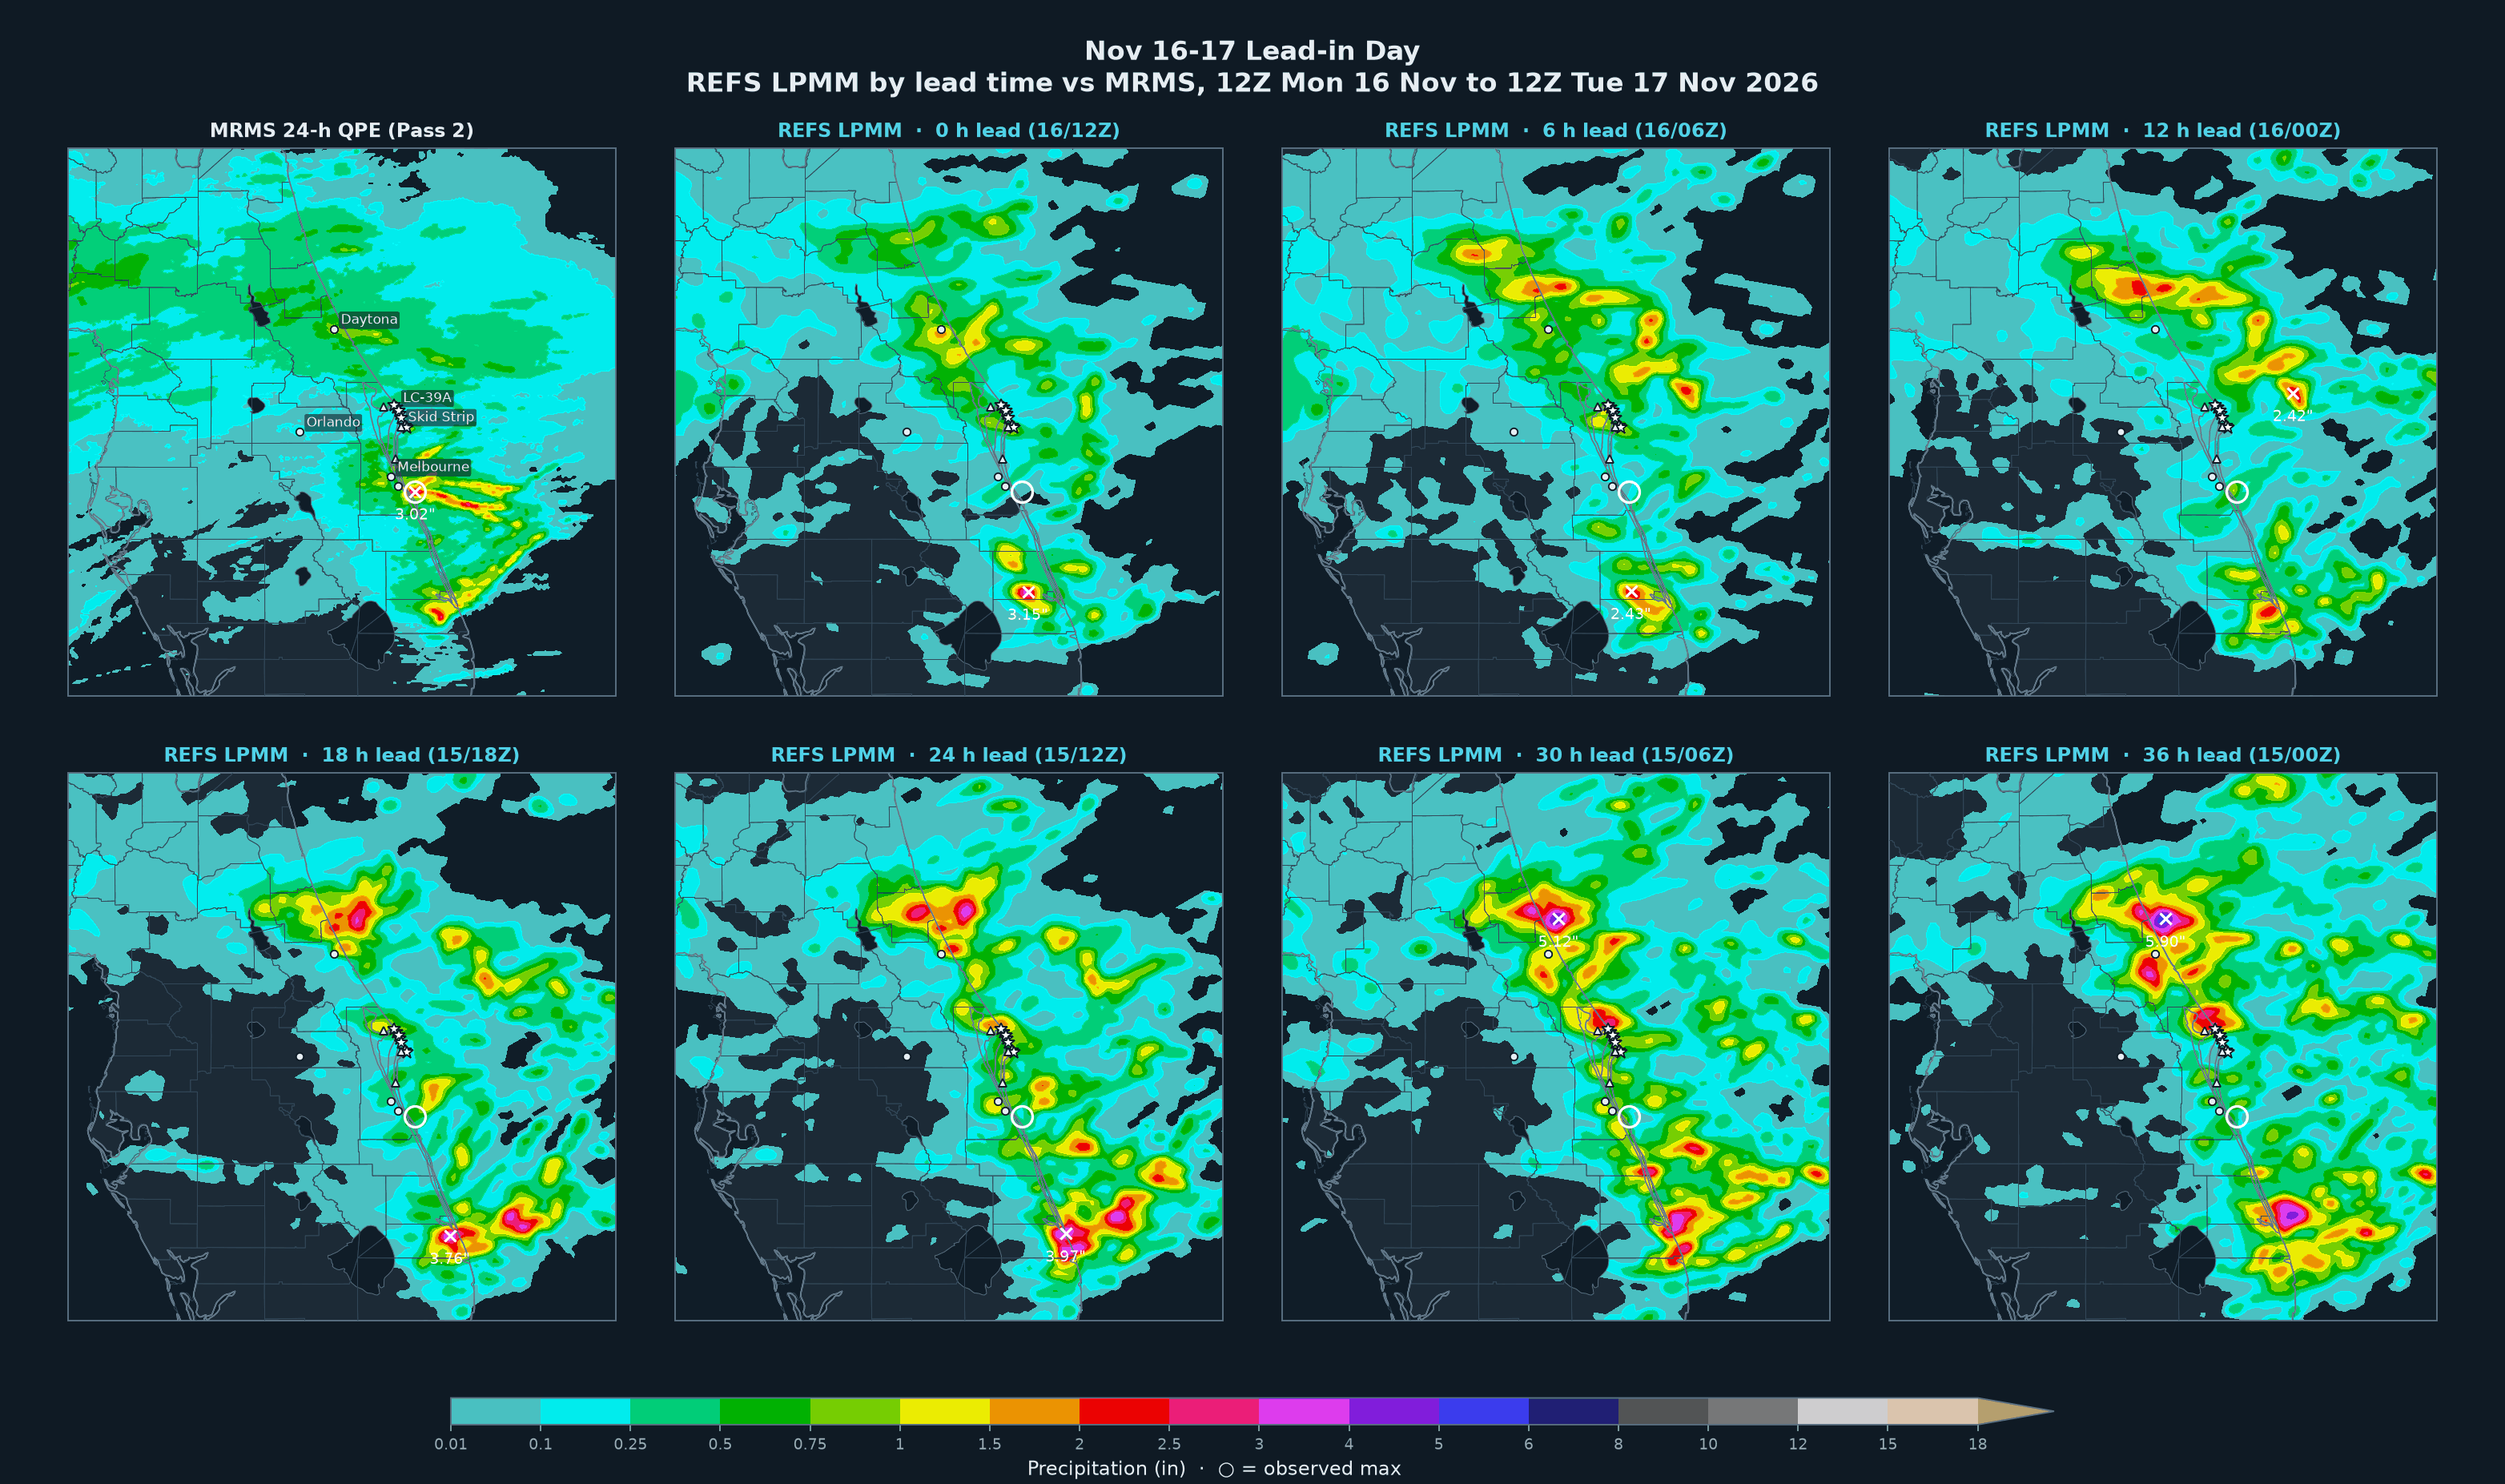 Nov 16-17 Lead-in Day
REFS LPMM by lead time vs MRMS, 12Z Mon 16 Nov to 12Z Tue 17 Nov 2026
MRMS 24-h QPE (Pass 2)
REFS LPMM · 0 h lead (16/12Z)
REFS LPMM · 6 h lead (16/06Z)
REFS LPMM · 12 h lead (16/00Z)
Daytona
LC-39A
Skid Strip
Orlando
Melbourne
3.02"
3.15"
2.43"
2.42"
REFS LPMM · 18 h lead (15/18Z)
REFS LPMM · 24 h lead (15/12Z)
REFS LPMM · 30 h lead (15/06Z)
REFS LPMM · 36 h lead (15/00Z)
3.76"
3.97"
5.12"
5.90"
0.01 0.1 0.25 0.5 0.75 1 1.5 2 2.5 3 4 5 6 8 10 12 15 18
Precipitation (in) · ○ = observed max